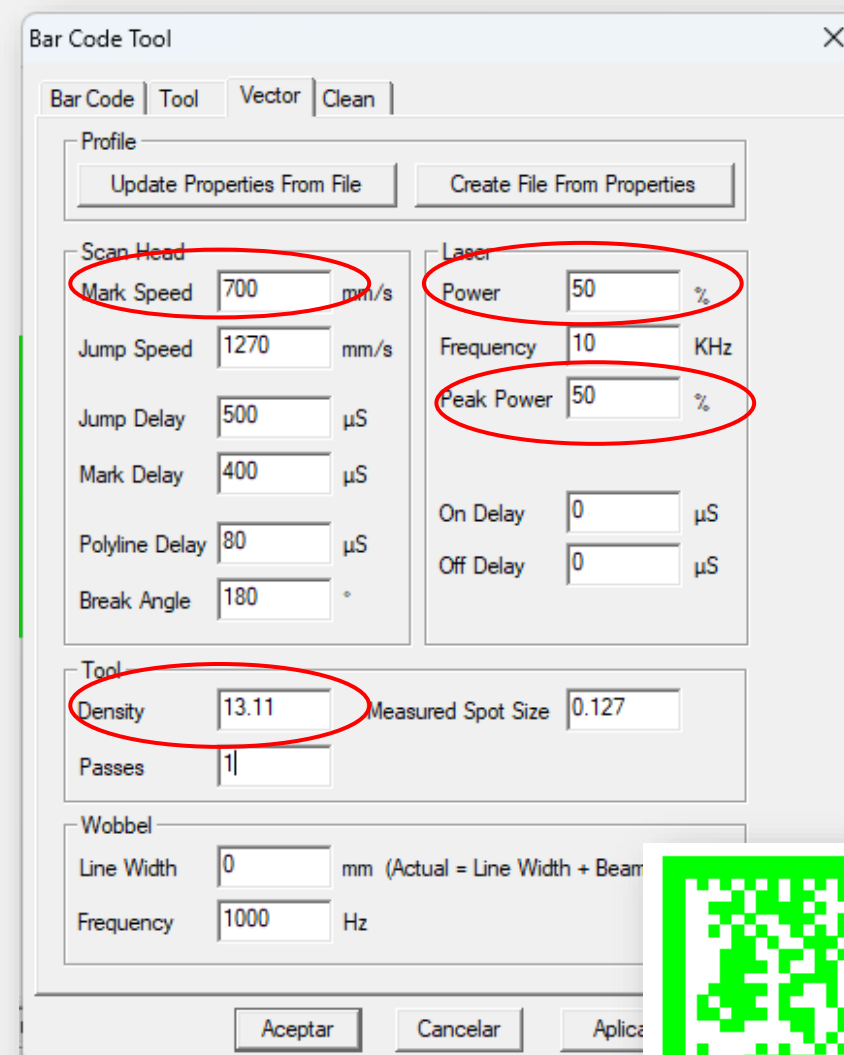 Bar Code Tool
Bar Code Tool Vector Clean
Profile
Update Properties From File Create File From Properties
Scan Head
Mark Speed 700 mm/s
Jump Speed 1270 mm/s
Jump Delay 500 µS
Mark Delay 400 µS
Polyline Delay 80 µS
Break Angle 180 °
Laser
Power 50 %
Frequency 10 KHz
Peak Power 50 %
On Delay 0 µS
Off Delay 0 µS
Tool
Density 13.11 Measured Spot Size 0.127
Passes 1
Wobbel
Line Width 0 mm (Actual = Line Width + Beam
Frequency 1000 Hz
Aceptar Cancelar Aplica